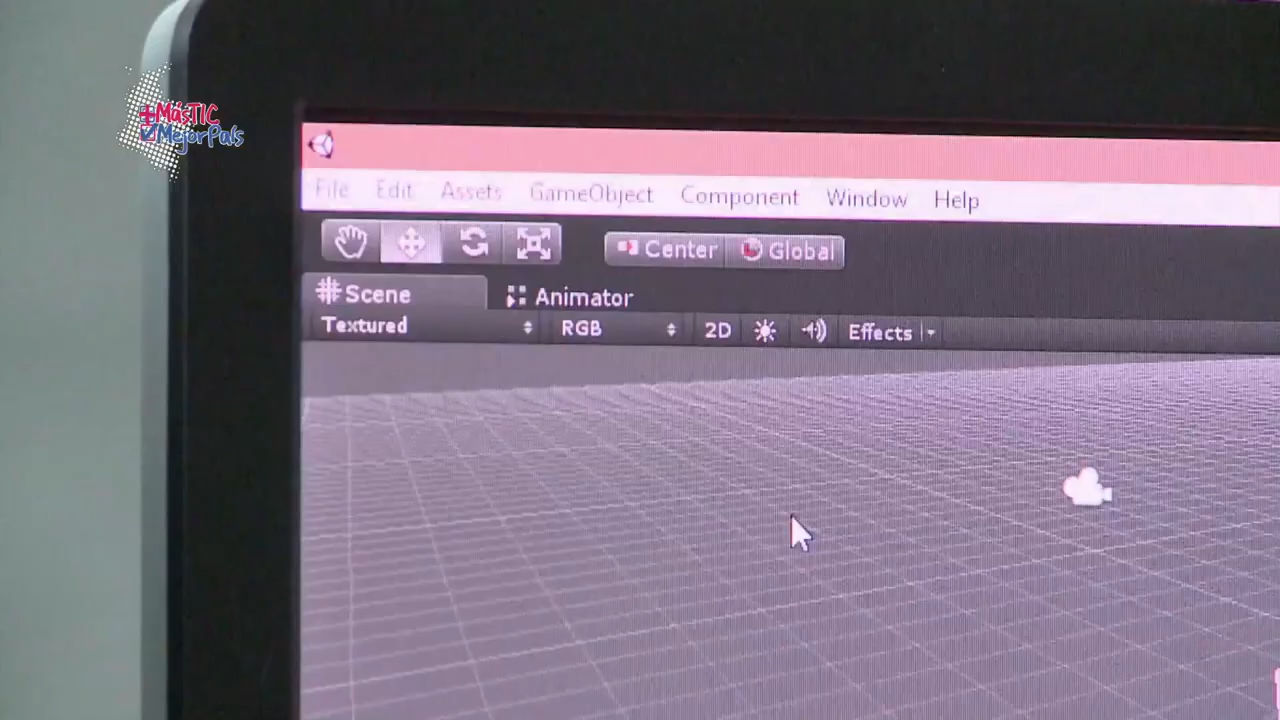 +MásTIC
MejorPaís
File Edit Assets GameObject Component Window Help
Center Global
Scene Animator
Textured RGB 2D Effects